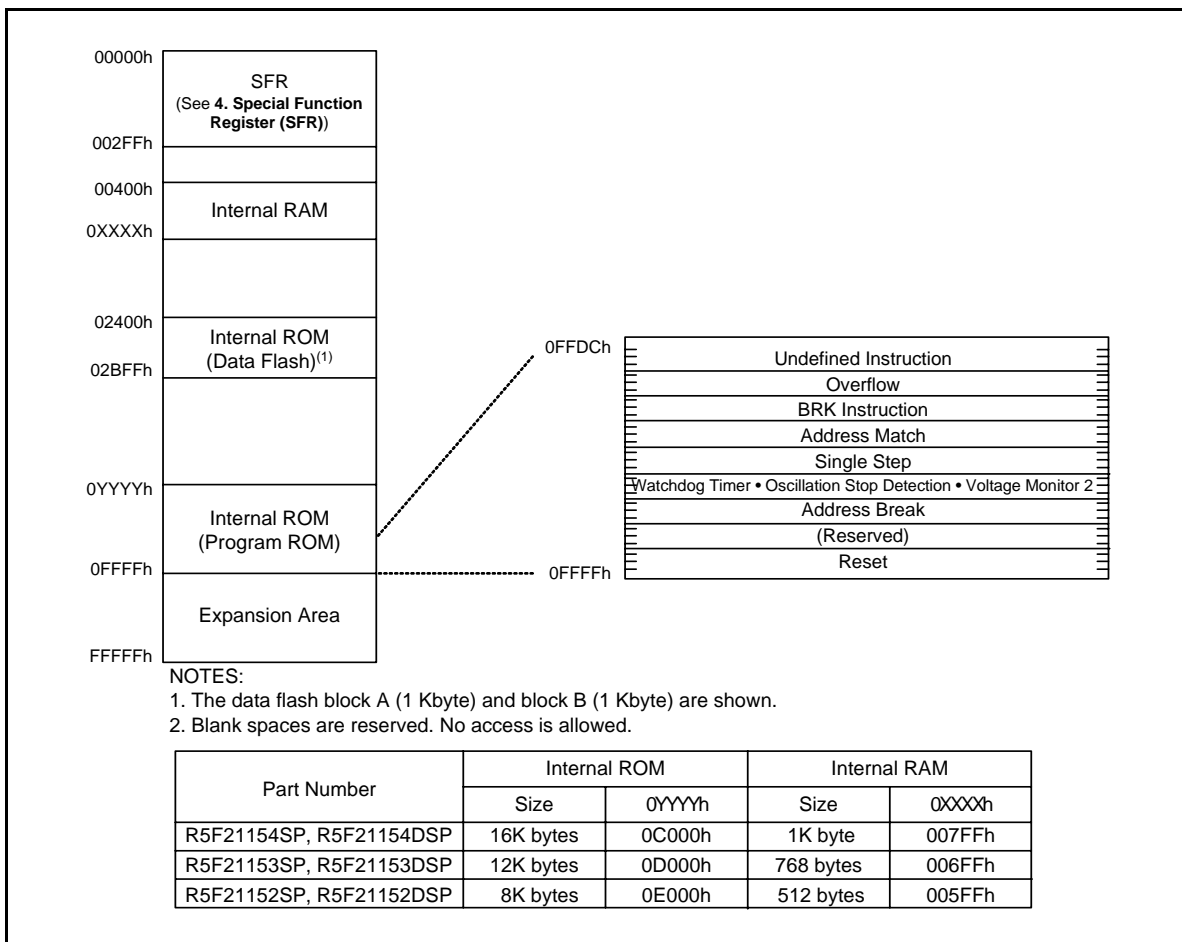 00000h
SFR
(See 4. Special Function
Register (SFR))
002FFh
00400h
Internal RAM
0XXXXh
02400h
Internal ROM
(Data Flash)(1)
02BFFh
0YYYYh
Internal ROM
(Program ROM)
0FFFFh
Expansion Area
FFFFFh
0FFDCh
Undefined Instruction
Overflow
BRK Instruction
Address Match
Single Step
Watchdog Timer • Oscillation Stop Detection • Voltage Monitor 2
Address Break
(Reserved)
Reset
0FFFFh
NOTES:
1. The data flash block A (1 Kbyte) and block B (1 Kbyte) are shown.
2. Blank spaces are reserved. No access is allowed.
Part Number Internal ROM Internal RAM
Size 0YYYYh Size 0XXXXh
R5F21154SP, R5F21154DSP 16K bytes 0C000h 1K byte 007FFh
R5F21153SP, R5F21153DSP 12K bytes 0D000h 768 bytes 006FFh
R5F21152SP, R5F21152DSP 8K bytes 0E000h 512 bytes 005FFh